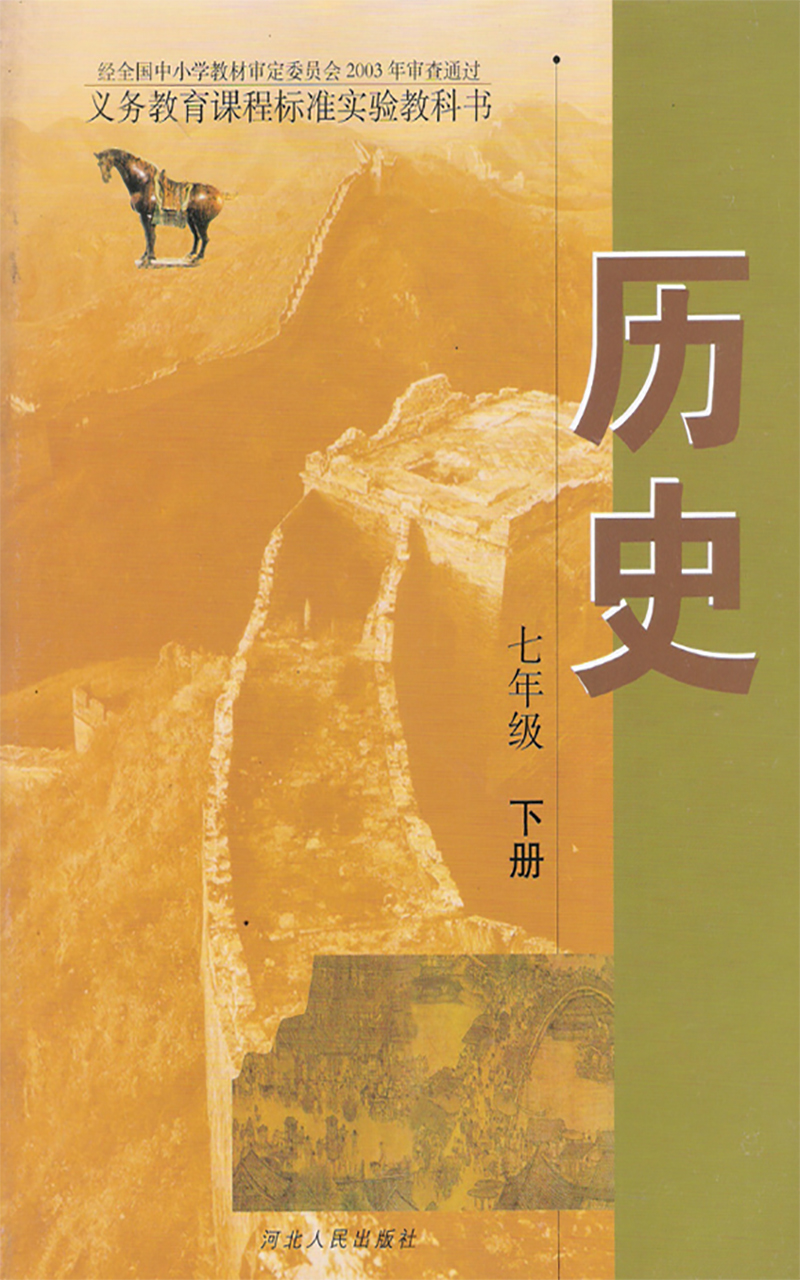 经全国中小学教材审定委员会2003年审查通过
义务教育课程标准实验教科书
历史
七年级 下册
河北人民出版社